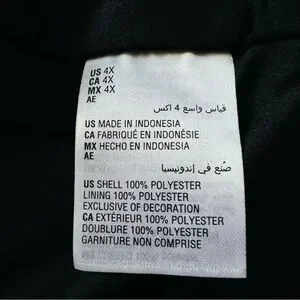 US 4X
CA 4X
MX 4X
AE
قياس واسع 4 اكس
US MADE IN INDONESIA
CA FABRIQUÉ EN INDONÉSIE
MX HECHO EN INDONESIA
AE
صُنع في إندونيسيا
US SHELL 100% POLYESTER
LINING 100% POLYESTER
EXCLUSIVE OF DECORATION
CA EXTÉRIEUR 100% POLYESTER
DOUBLURE 100% POLYESTER
GARNITURE NON COMPRISE